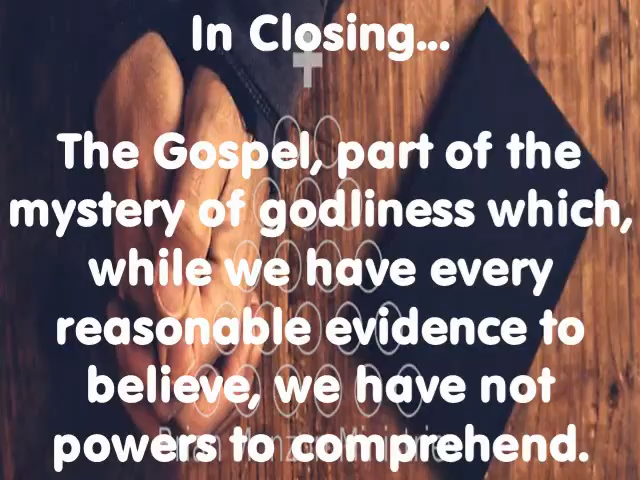 In Closing...
The Gospel, part of the
mystery of godliness which,
while we have every
reasonable evidence to
believe, we have not
powers to comprehend.